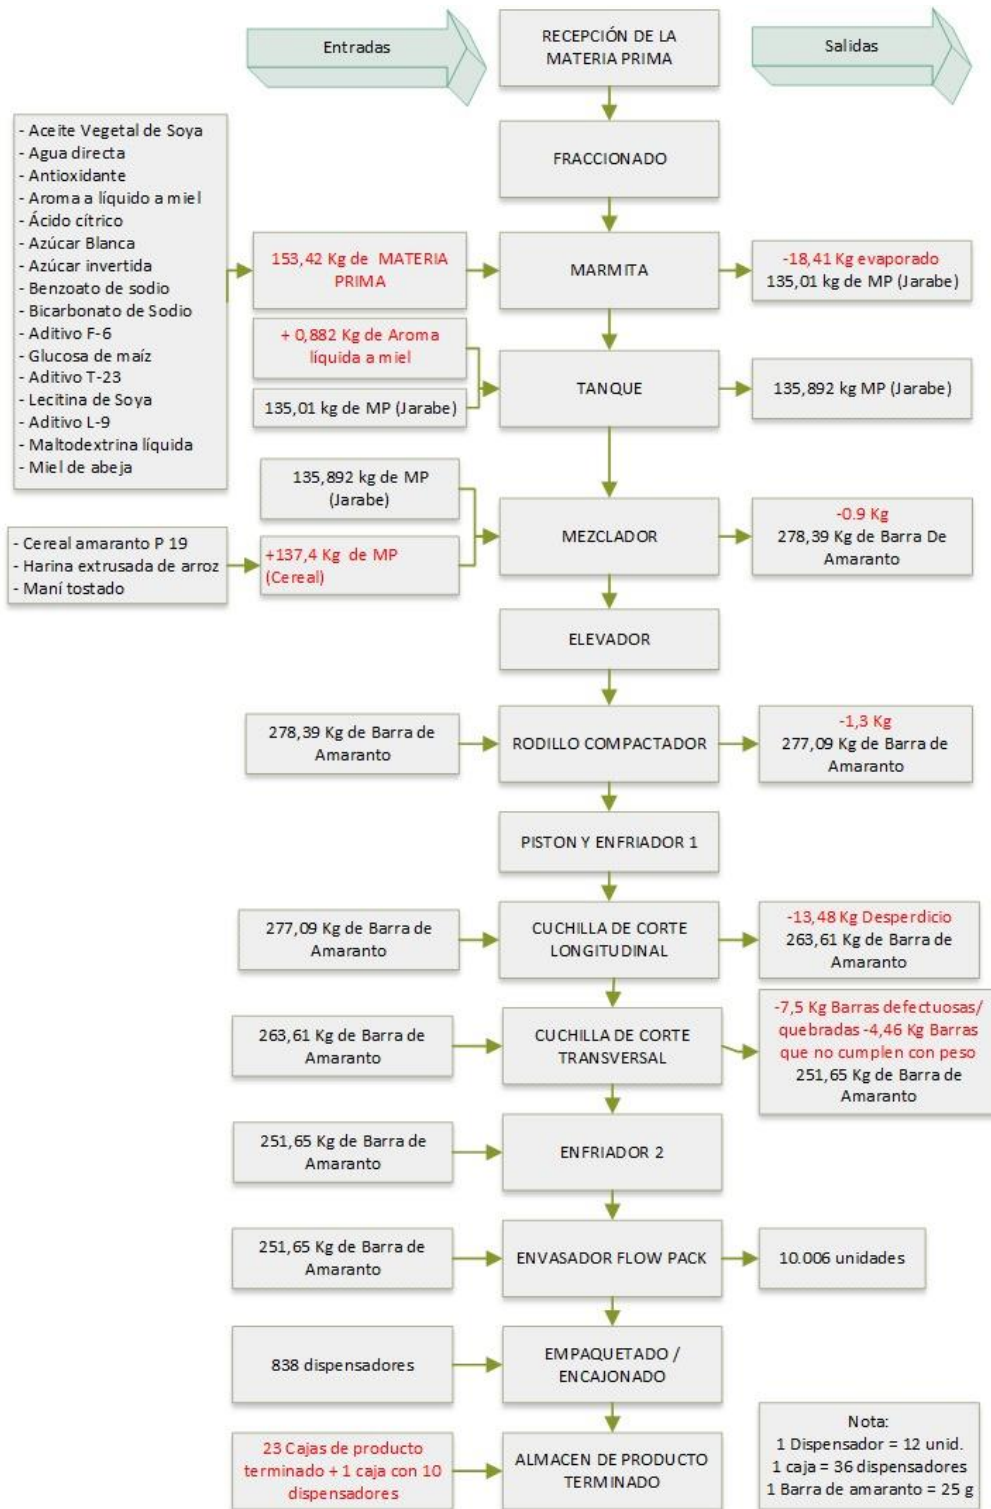 Entradas
RECEPCIÓN DE LA
MATERIA PRIMA
Salidas
- Aceite Vegetal de Soya
- Agua directa
- Antioxidante
- Aroma a líquido a miel
- Ácido cítrico
- Azúcar Blanca
- Azúcar invertida
- Benzoato de sodio
- Bicarbonato de Sodio
- Aditivo F-6
- Glucosa de maíz
- Aditivo T-23
- Lecitina de Soya
- Aditivo L-9
- Maltodextrina líquida
- Miel de abeja
FRACCIONADO
153,42 Kg de MATERIA
PRIMA
MARMITA
-18,41 Kg evaporado
135,01 kg de MP (Jarabe)
+ 0,882 Kg de Aroma
líquida a miel
135,01 kg de MP (Jarabe)
TANQUE
135,892 kg MP (Jarabe)
135,892 kg de MP
(Jarabe)
- Cereal amaranto P 19
- Harina extrusada de arroz
- Maní tostado
+137,4 Kg de MP
(Cereal)
MEZCLADOR
-0.9 Kg
278,39 Kg de Barra De
Amaranto
ELEVADOR
278,39 Kg de Barra de
Amaranto
RODILLO COMPACTADOR
-1,3 Kg
277,09 Kg de Barra de
Amaranto
PISTON Y ENFRIADOR 1
277,09 Kg de Barra de
Amaranto
CUCHILLA DE CORTE
LONGITUDINAL
-13,48 Kg Desperdicio
263,61 Kg de Barra de
Amaranto
263,61 Kg de Barra de
Amaranto
CUCHILLA DE CORTE
TRANSVERSAL
-7,5 Kg Barras defectuosas/
quebradas -4,46 Kg Barras
que no cumplen con peso
251,65 Kg de Barra de
Amaranto
251,65 Kg de Barra de
Amaranto
ENFRIADOR 2
251,65 Kg de Barra de
Amaranto
ENVASADOR FLOW PACK
10.006 unidades
838 dispensadores
EMPAQUETADO /
ENCAJONADO
23 Cajas de producto
terminado + 1 caja con 10
dispensadores
ALMACEN DE PRODUCTO
TERMINADO
Nota:
1 Dispensador = 12 unid.
1 caja = 36 dispensadores
1 Barra de amaranto = 25 g